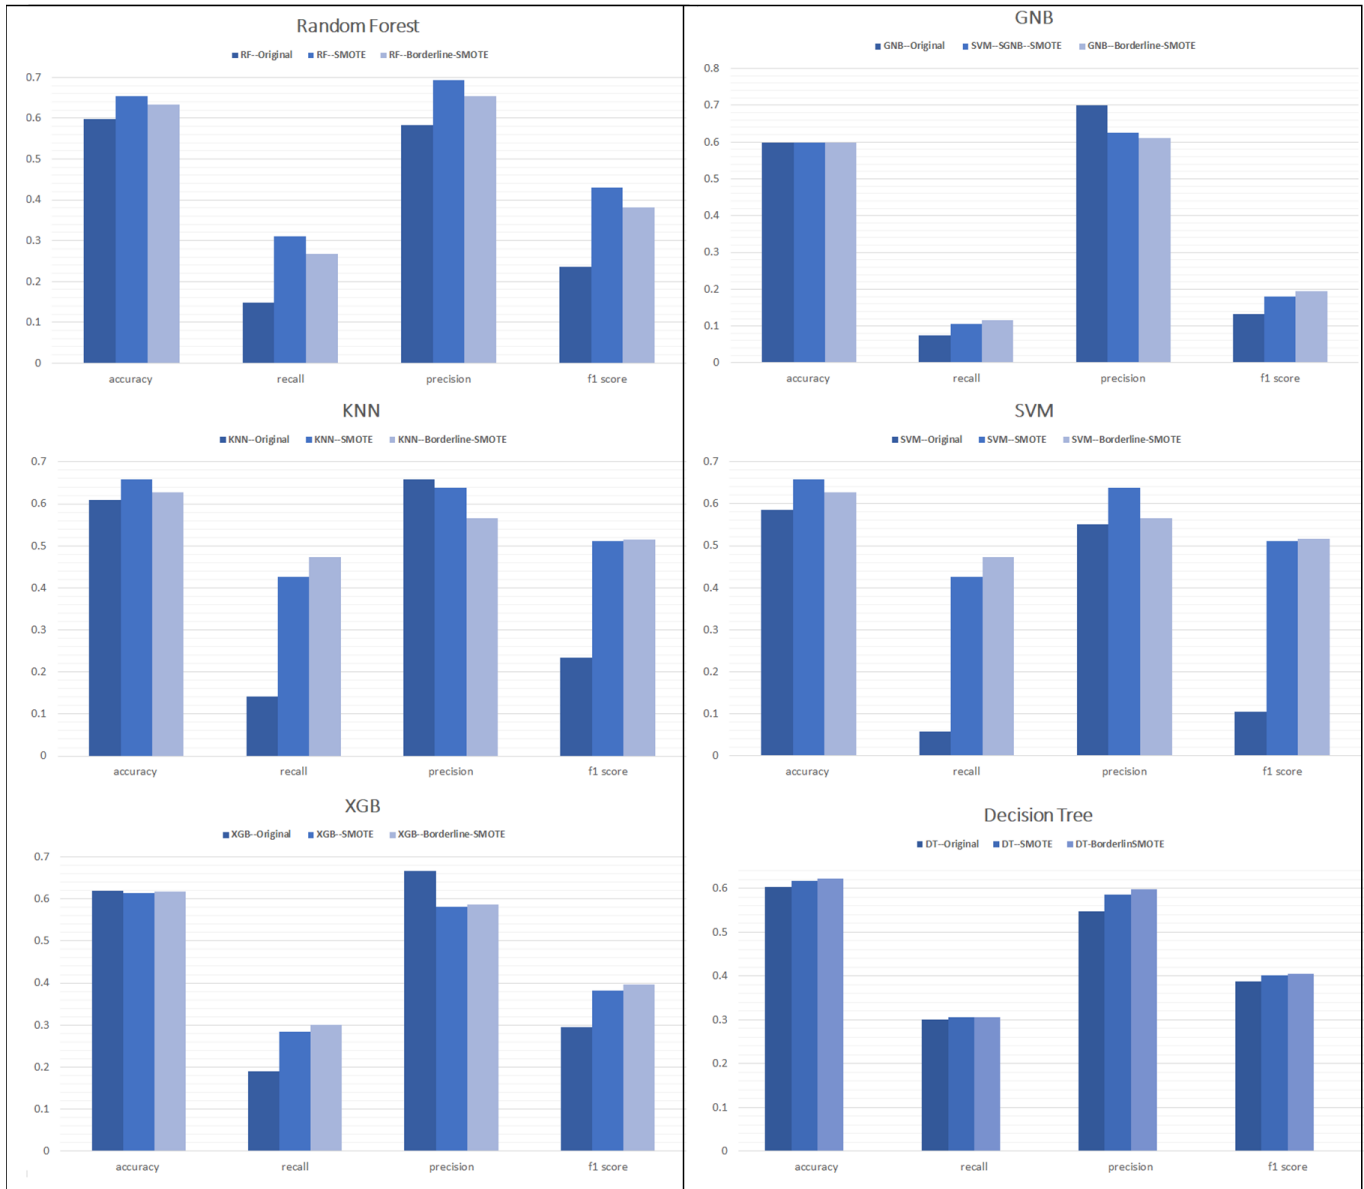 Random Forest
RF--Original RF--SMOTE RF--Borderline-SMOTE
0.7
0.6
0.5
0.4
0.3
0.2
0.1
0
accuracy recall precision f1 score
GNB
GNB--Original SVM--SGNB--SMOTE GNB--Borderline-SMOTE
0.8
0.7
0.6
0.5
0.4
0.3
0.2
0.1
0
accuracy recall precision f1 score
KNN
KNN--Original KNN--SMOTE KNN--Borderline-SMOTE
0.7
0.6
0.5
0.4
0.3
0.2
0.1
0
accuracy recall precision f1 score
SVM
SVM--Original SVM--SMOTE SVM--Borderline-SMOTE
0.7
0.6
0.5
0.4
0.3
0.2
0.1
0
accuracy recall precision f1 score
XGB
XGB--Original XGB--SMOTE XGB--Borderline-SMOTE
0.7
0.6
0.5
0.4
0.3
0.2
0.1
0
accuracy recall precision f1 score
Decision Tree
DT--Original DT--SMOTE DT-BorderlinSMOTE
0.6
0.5
0.4
0.3
0.2
0.1
0
accuracy recall precision f1 score